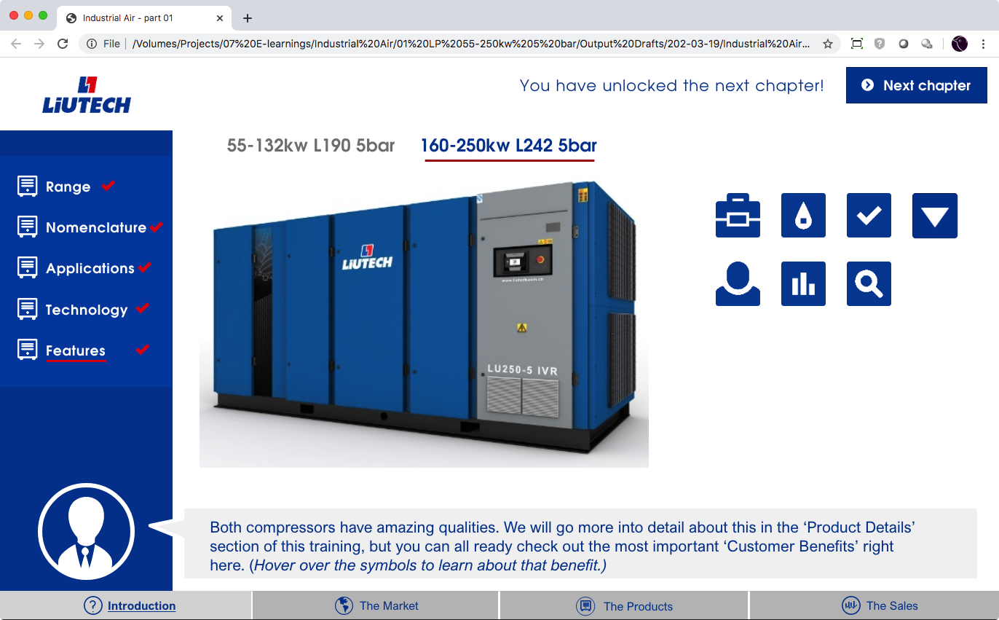 Industrial Air - part 01
File /Volumes/Projects/07%20E-learnings/Industrial%20Air/01%20LP%2055-250kw%205%20bar/Output%20Drafts/202-03-19/Industrial%20Air...
LiUTECH
You have unlocked the next chapter!
Next chapter
55-132kw L190 5bar
160-250kw L242 5bar
Range
Nomenclature
Applications
Technology
Features
LiUTECH
www.liutech.com.cn
LU250-5 IVR
Both compressors have amazing qualities. We will go more into detail about this in the ‘Product Details’
section of this training, but you can all ready check out the most important ‘Customer Benefits’ right
here. (Hover over the symbols to learn about that benefit.)
Introduction
The Market
The Products
The Sales